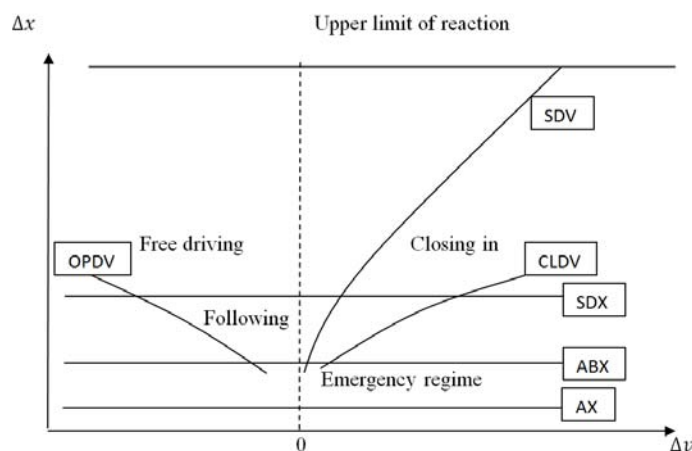 Δx
Upper limit of reaction
SDV
Free driving
Closing in
OPDV
CLDV
SDX
Following
ABX
Emergency regime
AX
0
Δv